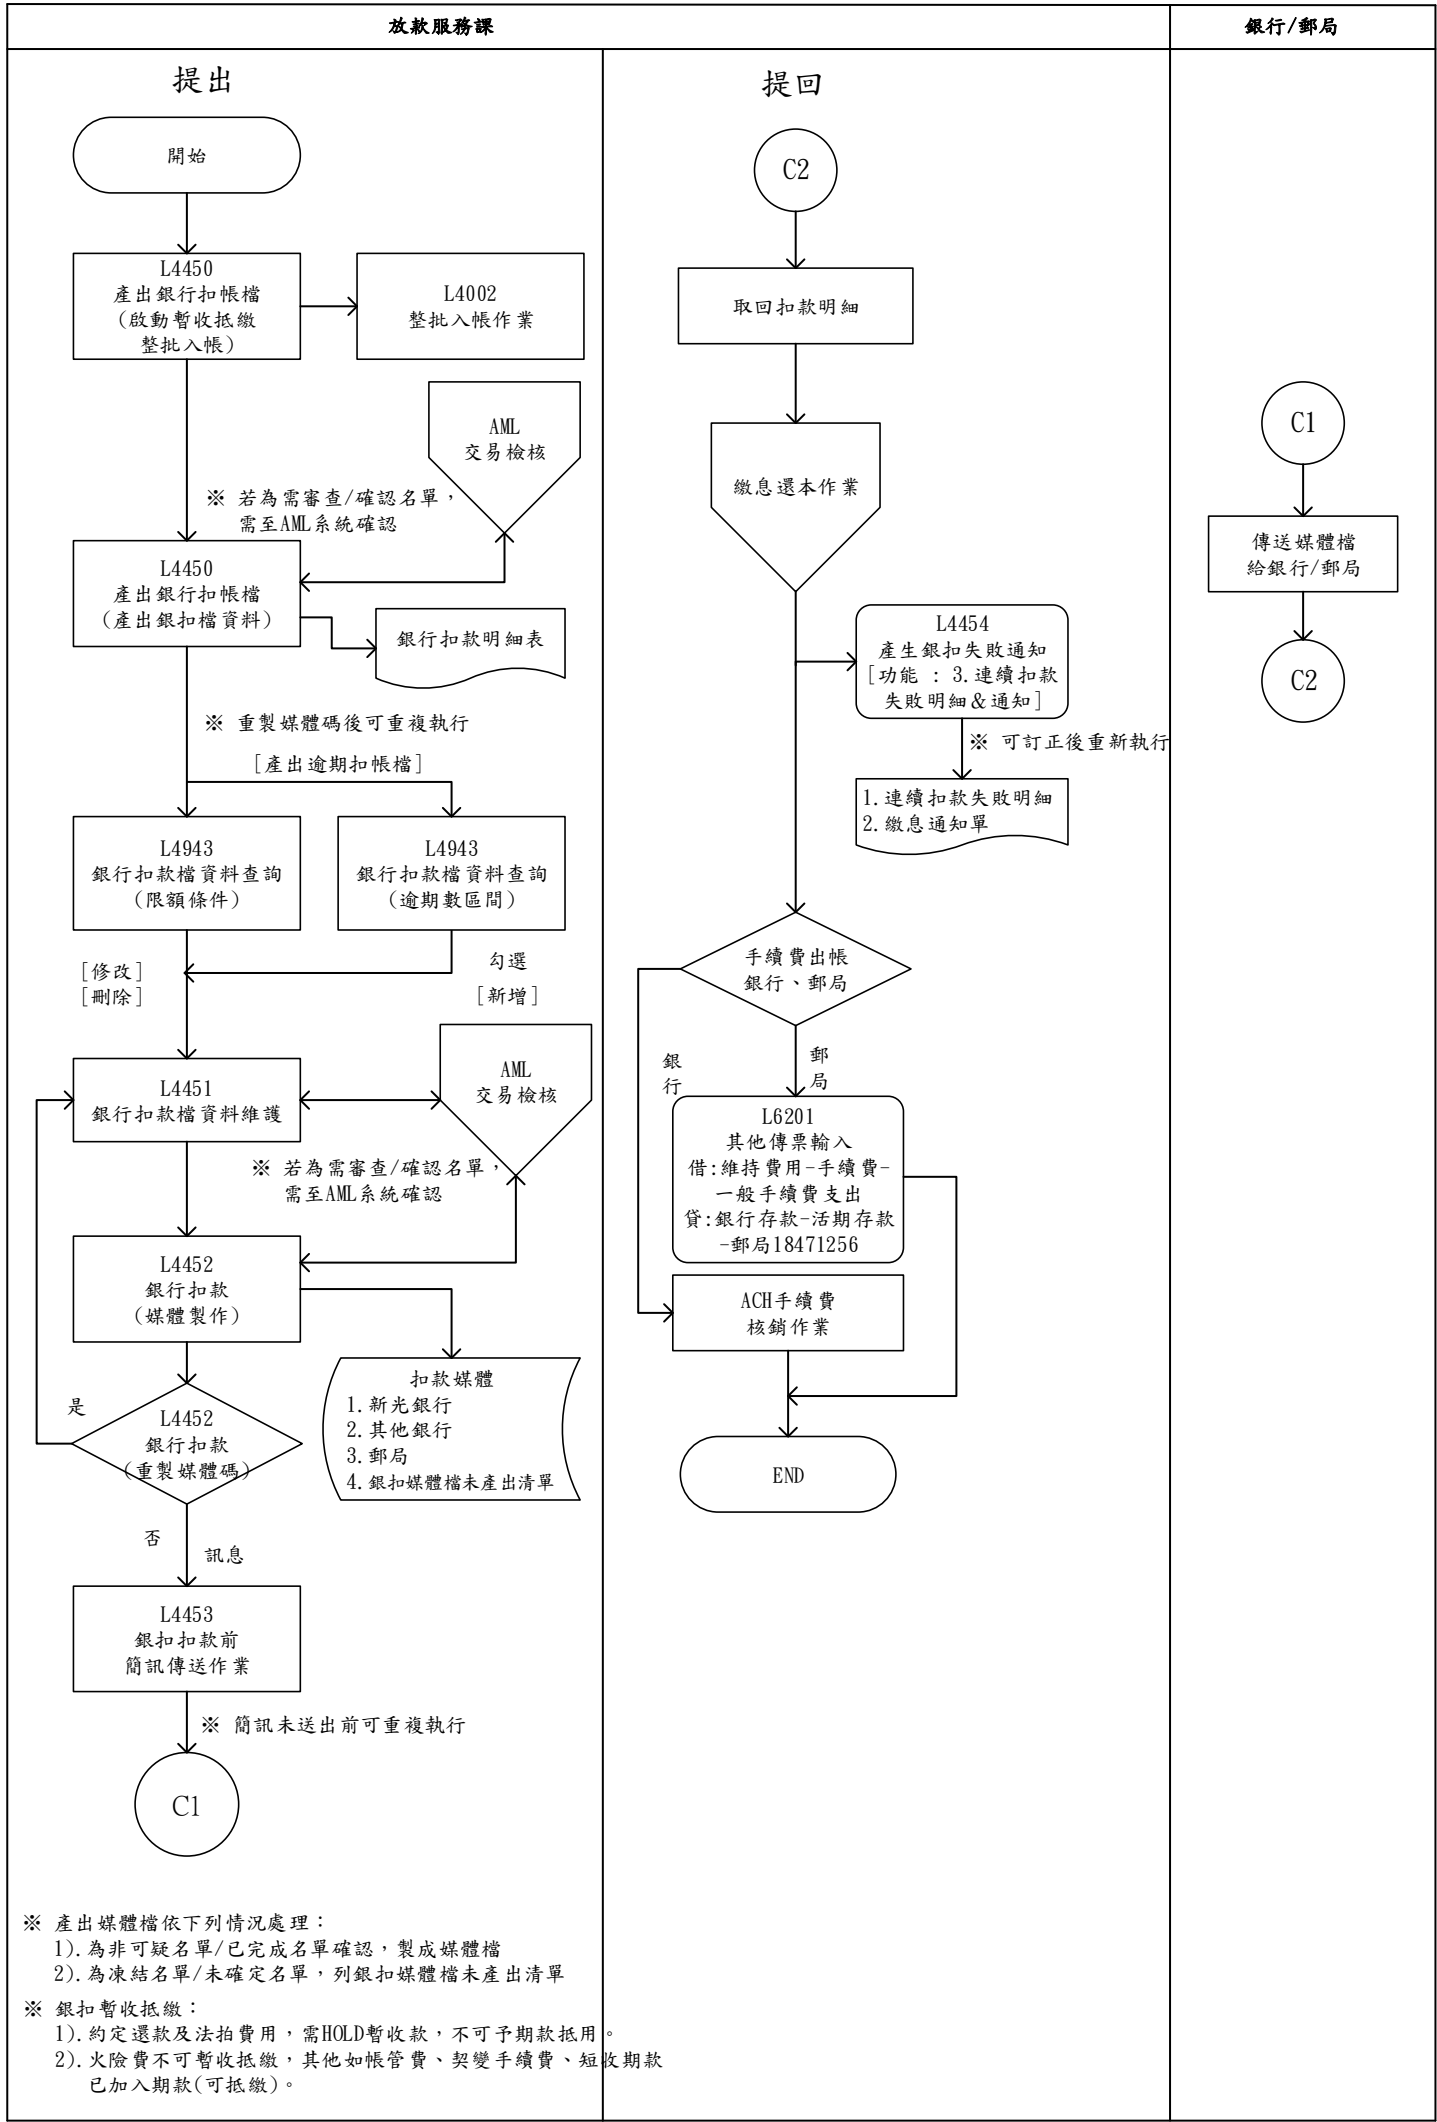 放款服務課
銀行/郵局
提出
開始
L4450
產出銀行扣帳檔
(啟動暫收抵繳
整批入帳)
L4002
整批入帳作業
AML
交易檢核
※ 若為需審查/確認名單，
需至AML系統確認
L4450
產出銀行扣帳檔
(產出銀扣檔資料)
銀行扣款明細表
※ 重製媒體碼後可重複執行
[產出逾期扣帳檔]
L4943
銀行扣款檔資料查詢
(限額條件)
L4943
銀行扣款檔資料查詢
(逾期數區間)
[修改]
[刪除]
勾選
[新增]
L4451
銀行扣款檔資料維護
AML
交易檢核
※ 若為需審查/確認名單，
需至AML系統確認
L4452
銀行扣款
(媒體製作)
扣款媒體
1.新光銀行
2.其他銀行
3.郵局
4.銀扣媒體檔未產出清單
是
L4452
銀行扣款
(重製媒體碼)
否
訊息
L4453
銀扣扣款前
簡訊傳送作業
※ 簡訊未送出前可重複執行
C1
※ 產出媒體檔依下列情況處理：
1).為非可疑名單/已完成名單確認，製成媒體檔
2).為凍結名單/未確定名單，列銀扣媒體檔未產出清單
※ 銀扣暫收抵繳：
1).約定還款及法拍費用，需HOLD暫收款，不可予期款抵用。
2).火險費不可暫收抵繳，其他如帳管費、契變手續費、短收期款
已加入期款(可抵繳)。
提回
C2
取回扣款明細
繳息還本作業
L4454
產生銀扣失敗通知
[功能 : 3.連續扣款
失敗明細&通知]
※ 可訂正後重新執行
1.連續扣款失敗明細
2.繳息通知單
手續費出帳
銀行、郵局
銀
行
郵
局
L6201
其他傳票輸入
借:維持費用-手續費-
一般手續費支出
貸:銀行存款-活期存款
-郵局18471256
ACH手續費
核銷作業
END
C1
傳送媒體檔
給銀行/郵局
C2